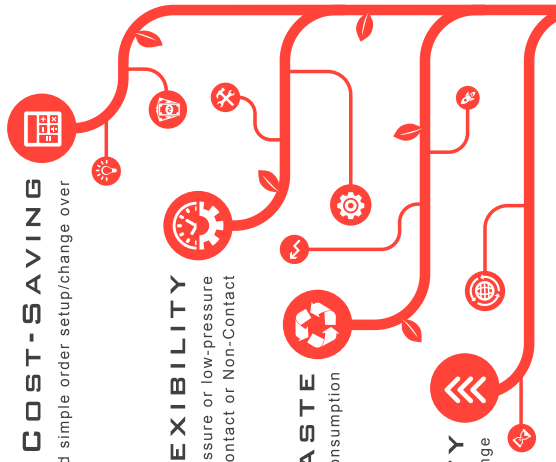 COST-SAVING
d simple order setup/change over
EXIBILITY
ssure or low-pressure
ontact or Non-Contact
ASTE
onsumption
Y
nge